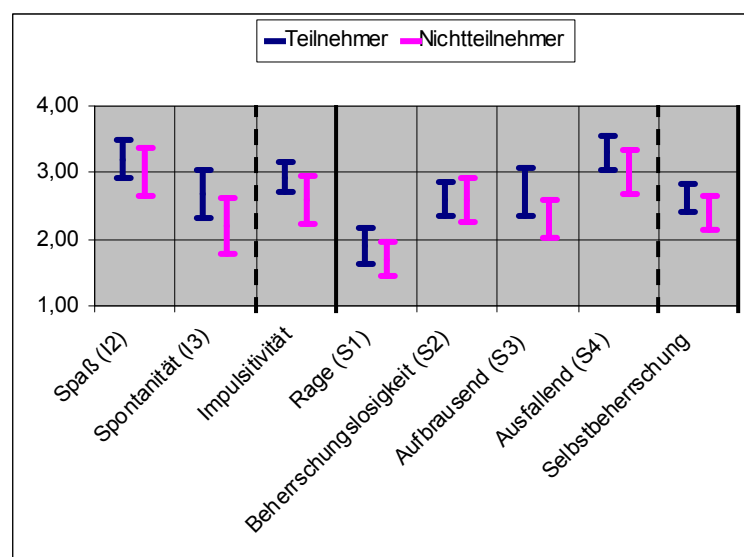 Teilnehmer Nichtteilnehmer
4,00
3,00
2,00
1,00
Spaß (I2)
Spontanität (I3)
Impulsitivität
Rage (S1)
Beherrschungslosigkeit (S2)
Aufbrausend (S3)
Ausfallend (S4)
Selbstbeherrschung